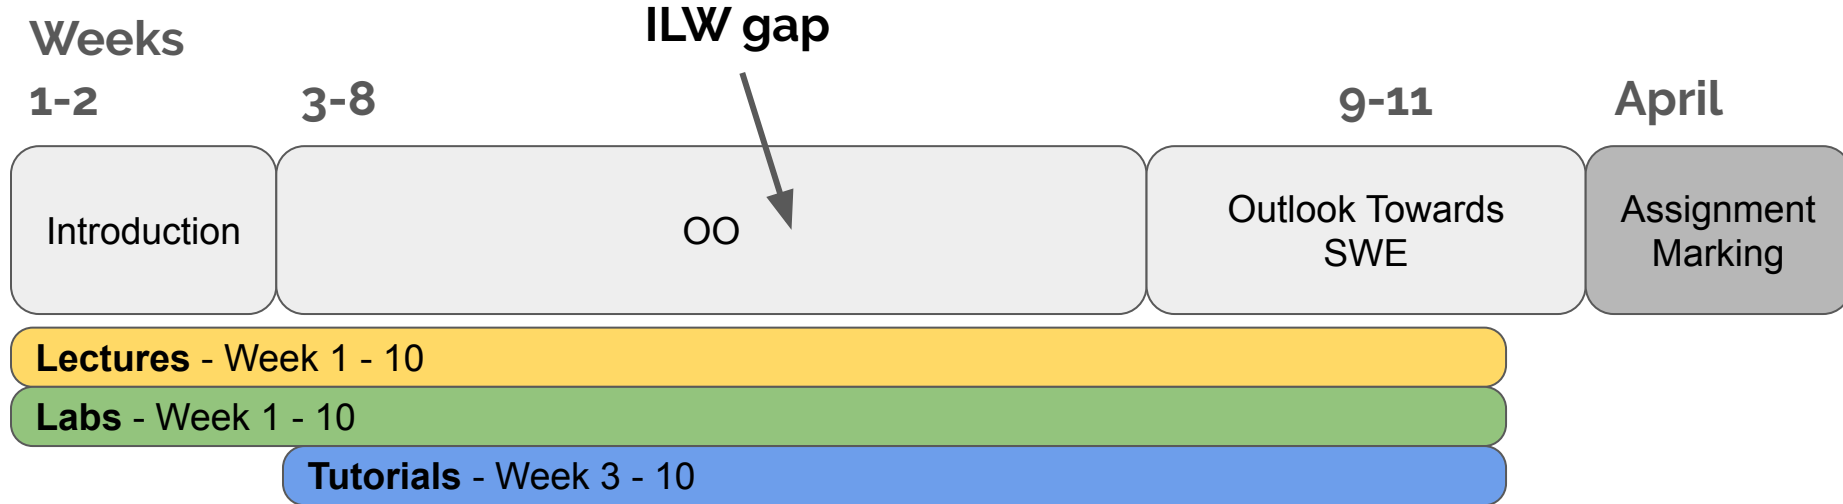 ILW gap
Weeks
1-2
3-8
9-11
April
Introduction
OO
Outlook Towards
SWE
Assignment
Marking
Lectures - Week 1 - 10
Labs - Week 1 - 10
Tutorials - Week 3 - 10